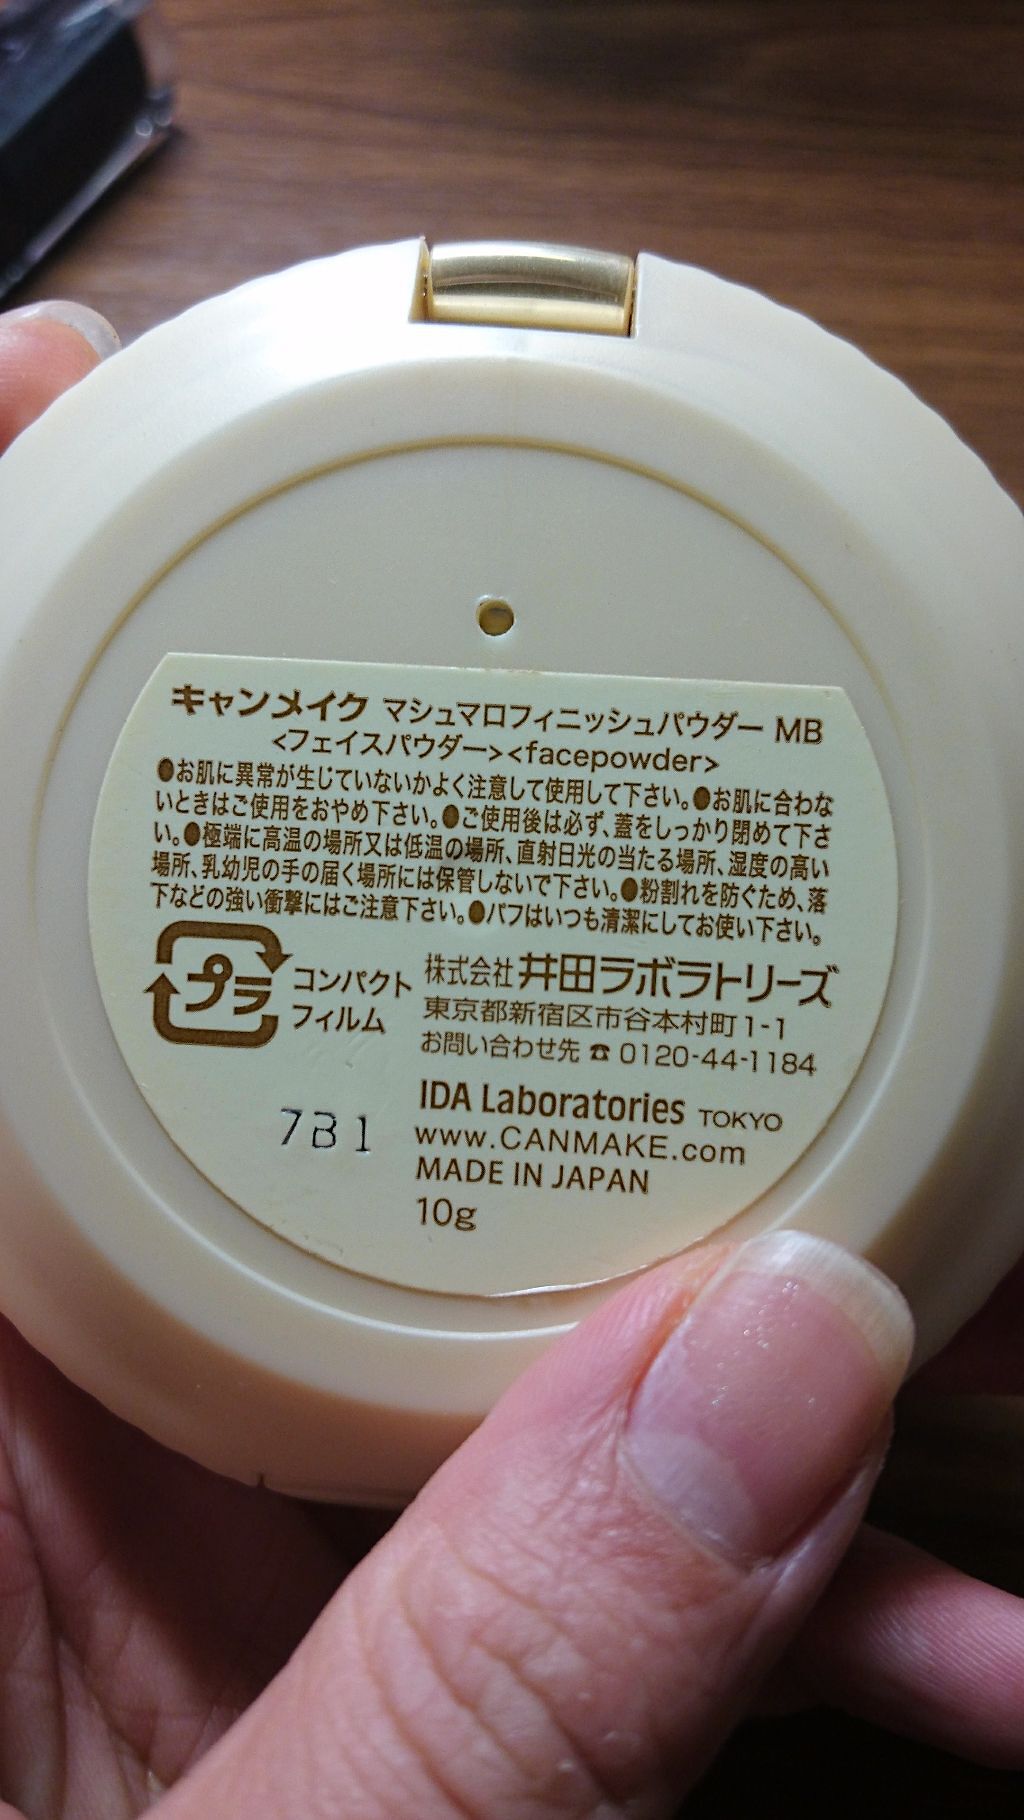 キャンメイク マシュマロフィニッシュパウダー MB
<フェイスパウダー><facepowder>
●お肌に異常が生じていないかよく注意して使用して下さい。●お肌に合わな
いときはご使用をおやめ下さい。●ご使用後は必ず、蓋をしっかり閉めて下さ
い。●極端に高温の場所又は低温の場所、直射日光の当たる場所、湿度の高い
場所、乳幼児の手の届く場所には保管しないで下さい。●粉割れを防ぐため、落
下などの強い衝撃にはご注意下さい。●パフはいつも清潔にしてお使い下さい。
プラ
コンパクト
フィルム
株式会社 井田ラボラトリーズ
東京都新宿区市谷本村町1-1
お問い合わせ先 ☎ 0120-44-1184
IDA Laboratories TOKYO
www.CANMAKE.com
MADE IN JAPAN
10g
7B1